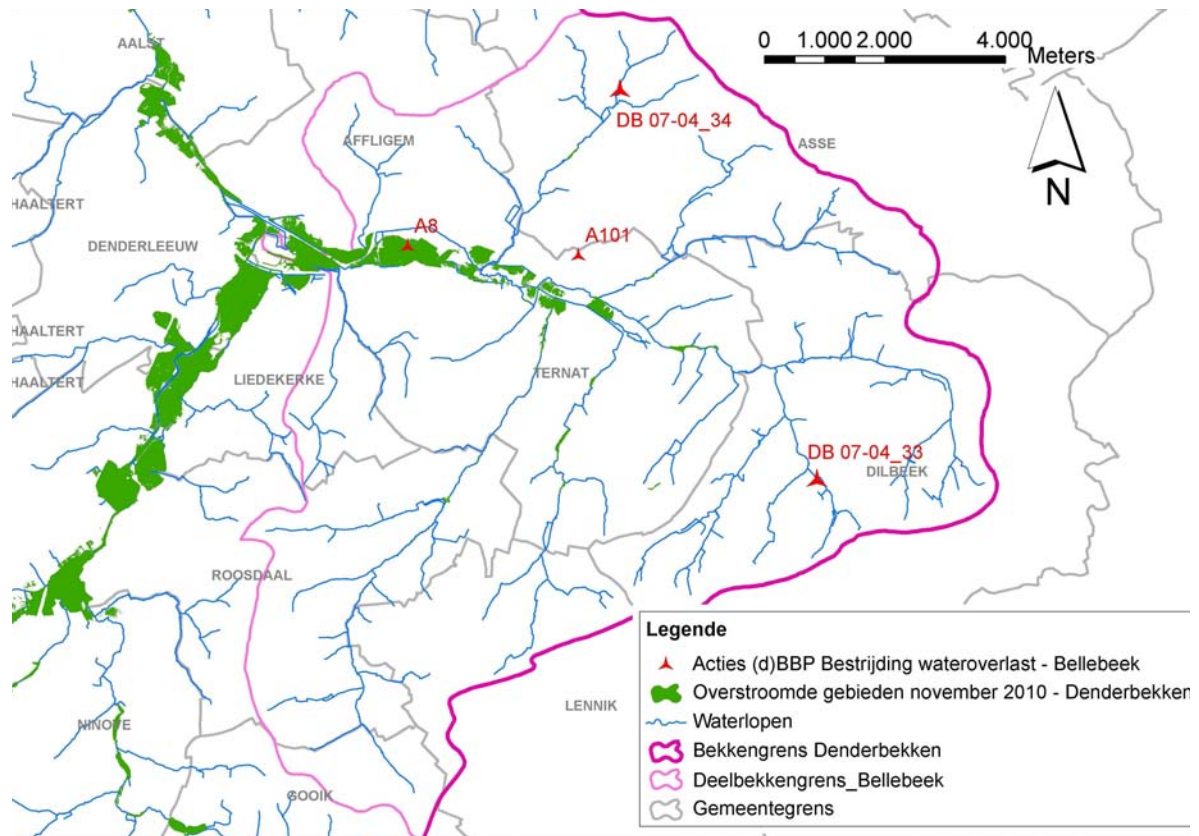 AALST
0 1.000 2.000 4.000
Meters
DB 07-04_34
AFFLIGEM
ASSE
N
HAALTERT
A8
A101
DENDERLEEUW
HAALTERT
HAALTERT
LIEDEKERKE
TERNAT
DB 07-04_33
DILBEEK
ROOSDAAL
LENNIK
NINOVE
GOOIK
Legende
Acties (d)BBP Bestrijding wateroverlast - Bellebeek
Overstroomde gebieden november 2010 - Denderbekken
Waterlopen
Bekkengrens Denderbekken
Deelbekkengrens_Bellebeek
Gemeentegrens